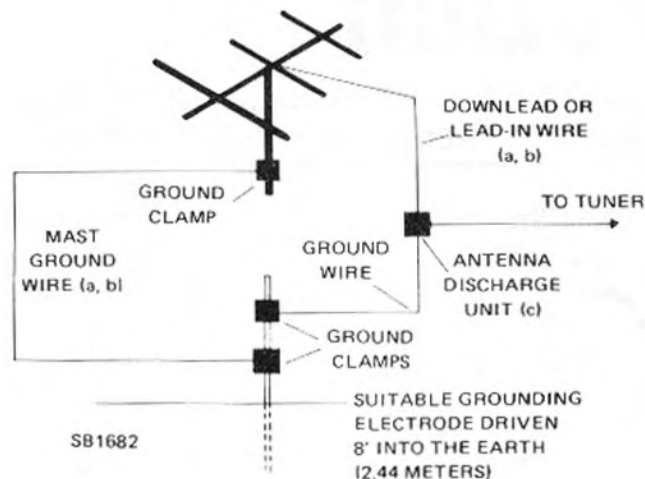 DOWNLEAD OR
LEAD-IN WIRE
(a, b)
GROUND
CLAMP
TO TUNER
MAST
GROUND
WIRE (a, b)
GROUND
WIRE
ANTENNA
DISCHARGE
UNIT (c)
GROUND
CLAMPS
SUITABLE GROUNDING
ELECTRODE DRIVEN
8' INTO THE EARTH
(2.44 METERS)
SB1682